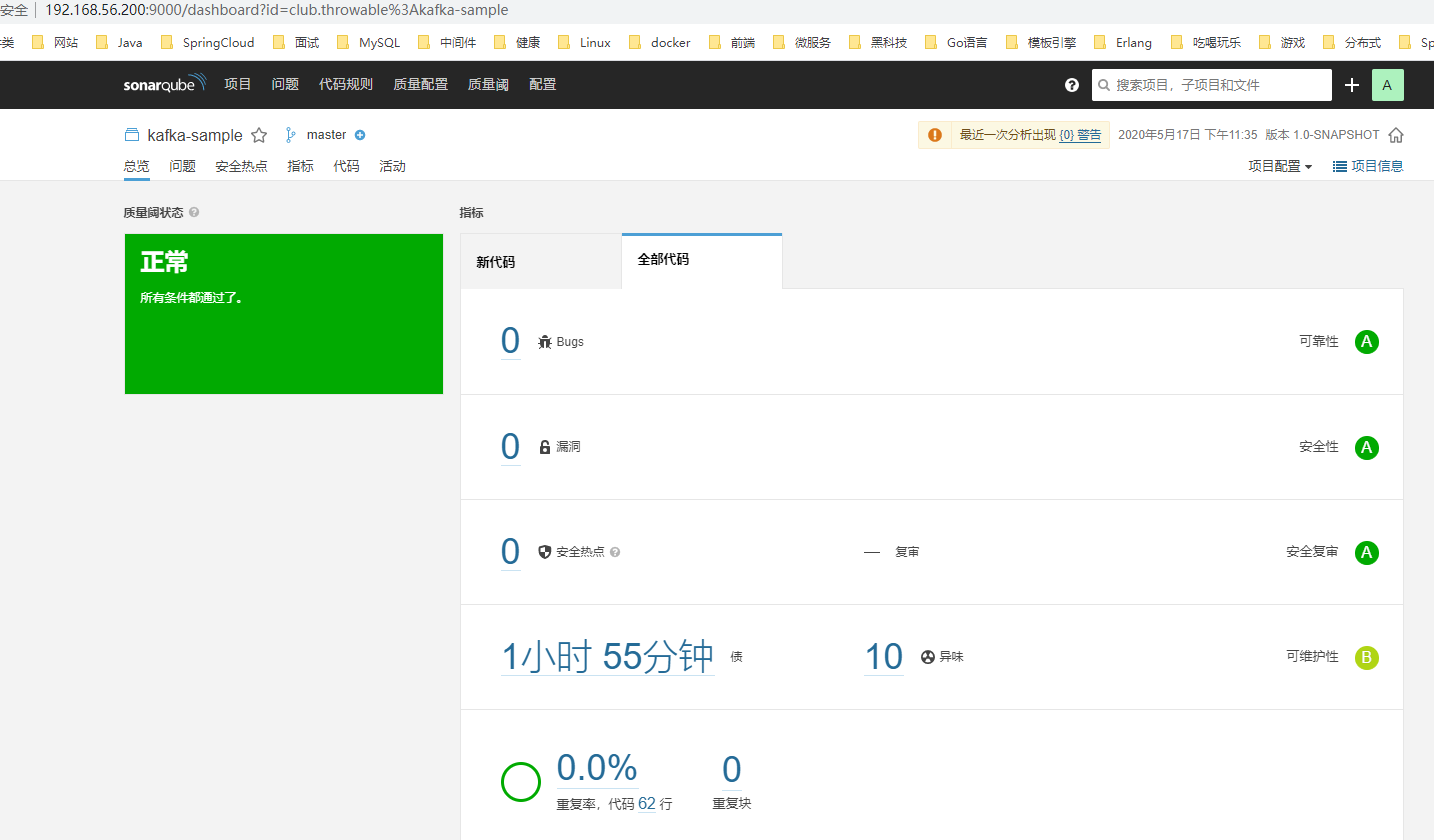 安全 192.168.56.200:9000/dashboard?id=club.throwable%3Akafka-sample
类 网站 Java SpringCloud 面试 MySQL 中间件 健康 Linux docker 前端 微服务 黑科技 Go语言 模板引擎 Erlang 吃喝玩乐 游戏 分布式 Sp
sonarqube 项目 问题 代码规则 质量配置 质量阈 配置 搜索项目，子项目和文件 A
kafka-sample master 最近一次分析出现 {0} 警告 2020年5月17日 下午11:35 版本 1.0-SNAPSHOT
总览 问题 安全热点 指标 代码 活动 项目配置 项目信息
质量阈状态 指标
正常
所有条件都通过了。
新代码 全部代码
0 Bugs 可靠性 A
0 漏洞 安全性 A
0 安全热点 — 复审 安全复审 A
1小时 55分钟 债 10 异味 可维护性 B
0.0% 0
重复率，代码 62 行 重复块